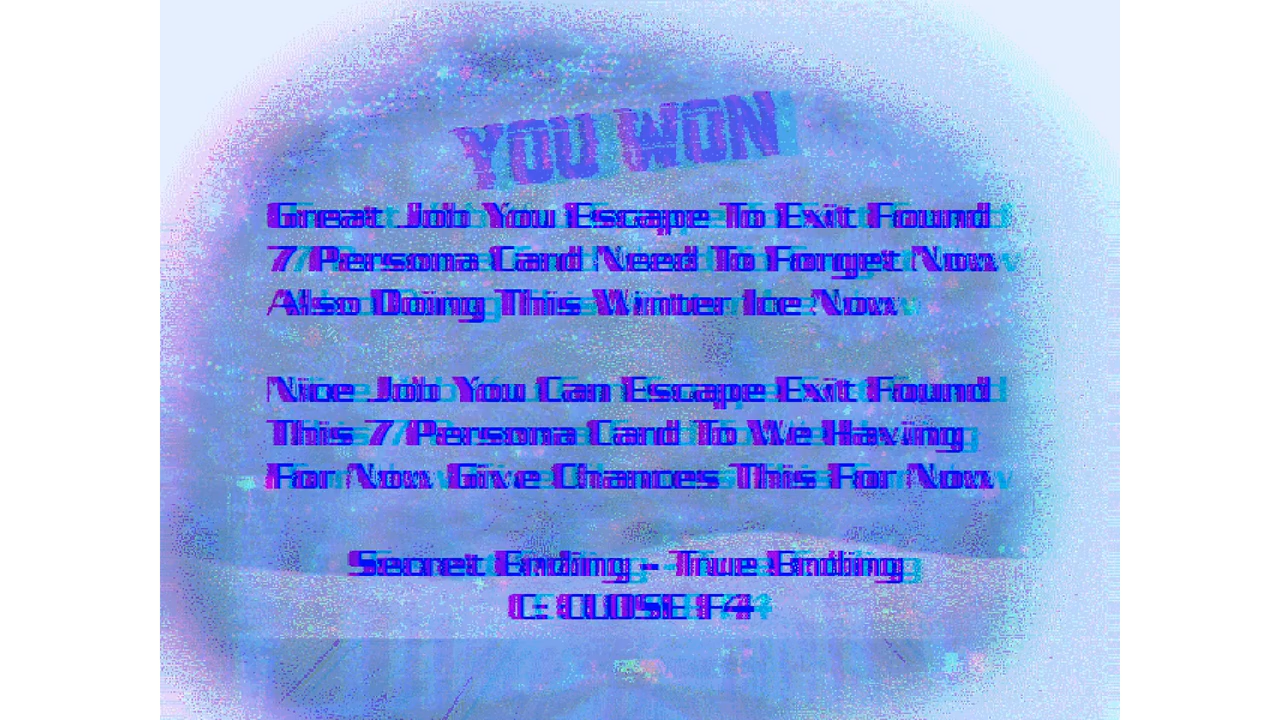 YOU WON
Great Job You Escape To Exit Found
7 Persona Card Need To Forget Now
Also Doing This Winter Ice Now
Nice Job You Can Escape Exit Found
This 7 Persona Card To We Having
For Now Give Chances This For Now
Secret Ending - True Ending
C: CLOSE F4